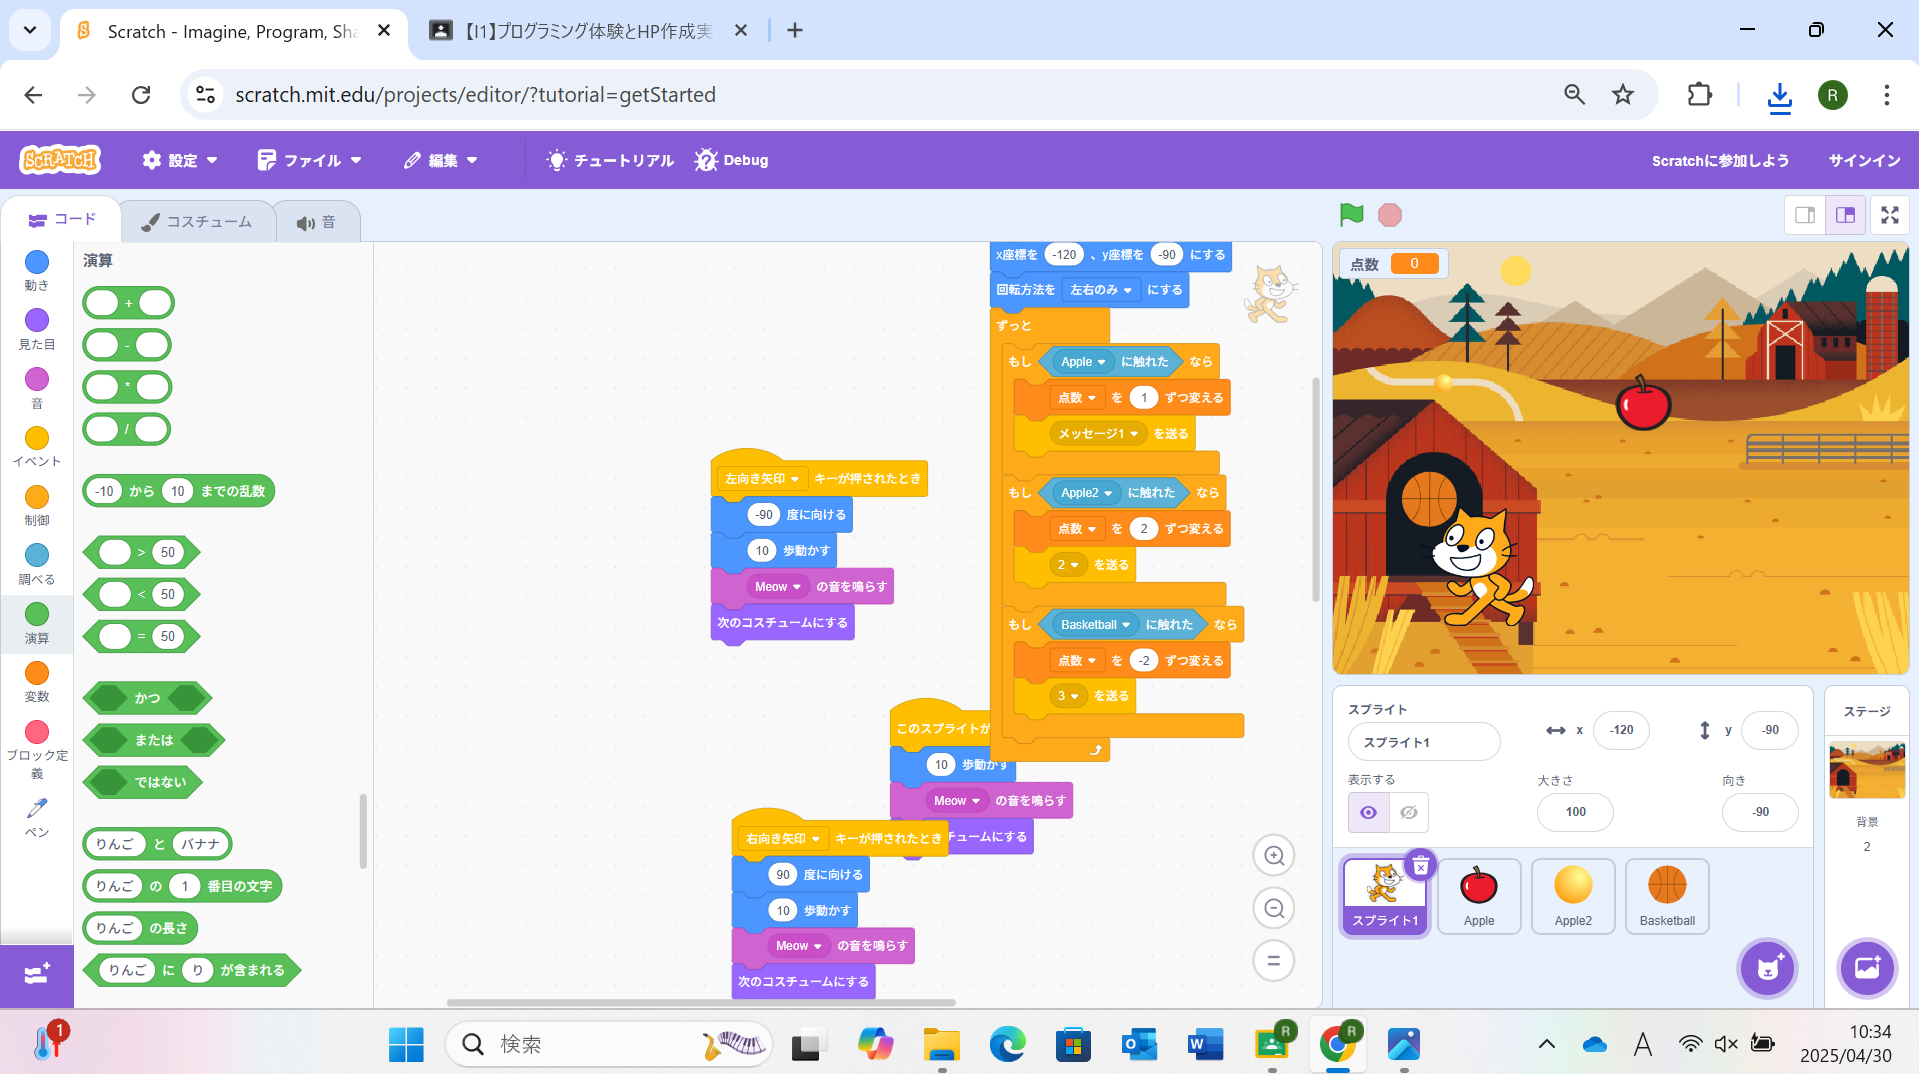 Scratch - Imagine, Program, Sha
【I1】プログラミング体験とHP作成実
scratch.mit.edu/projects/editor/?tutorial=getStarted
R
SCRATCH
設定
ファイル
編集
チュートリアル
Debug
Scratchに参加しよう
サインイン
コード
コスチューム
音
動き
見た目
音
イベント
制御
調べる
演算
変数
ブロック定
義
ペン
演算
+
-
*
/
-10 から 10 までの乱数
> 50
< 50
= 50
かつ
または
ではない
りんご と バナナ
りんご の 1 番目の文字
りんご の長さ
りんご に り が含まれる
左向き矢印 キーが押されたとき
-90 度に向ける
10 歩動かす
Meow の音を鳴らす
次のコスチュームにする
このスプライトが
10 歩動かす
Meow の音を鳴らす
チュームにする
右向き矢印 キーが押されたとき
90 度に向ける
10 歩動かす
Meow の音を鳴らす
次のコスチュームにする
x座標を -120 、y座標を -90 にする
回転方法を 左右のみ にする
ずっと
もし Apple に触れた なら
点数 を 1 ずつ変える
メッセージ1 を送る
もし Apple2 に触れた なら
点数 を 2 ずつ変える
2 を送る
もし Basketball に触れた なら
点数 を -2 ずつ変える
3 を送る
点数 0
スプライト
スプライト1
x -120
y -90
表示する
大きさ
100
向き
-90
スプライト1
Apple
Apple2
Basketball
ステージ
背景
2
1
検索
R
R
A
10:34
2025/04/30